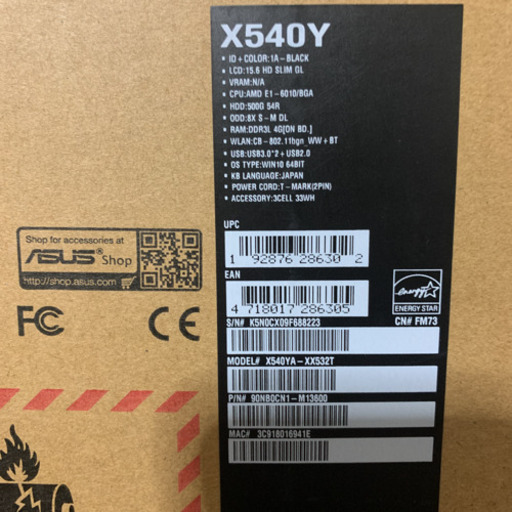 X540Y
• ID+COLOR:1A-BLACK
• LCD:15.6 HD SLIM GL
• VRAM:N/A
• CPU:AMD E1-6010/BGA
• HDD:500G 54R
• ODD:8X S-M DL
• RAM:DDR3L 4G[ON BD.]
• WLAN:CB-802.11bgn_WW+BT
• USB:USB3.0*2+USB2.0
• OS TYPE:WIN10 64BIT
• KB LANGUAGE:JAPAN
• POWER CORD:T-MARK(2PIN)
• ACCESSORY:3CELL 33WH
UPC
1 92876 28630 2
EAN
4 718017 286305
S/N# K5N0CX09F688223
CN# FM73
energy
ENERGY STAR
MODEL# X540YA-XX532T
P/N# 90NB0CN1-M13600
MAC# 3C918016941E
Shop for accessories at
ASUS® Shop
http://shop.asus.com
FC CE